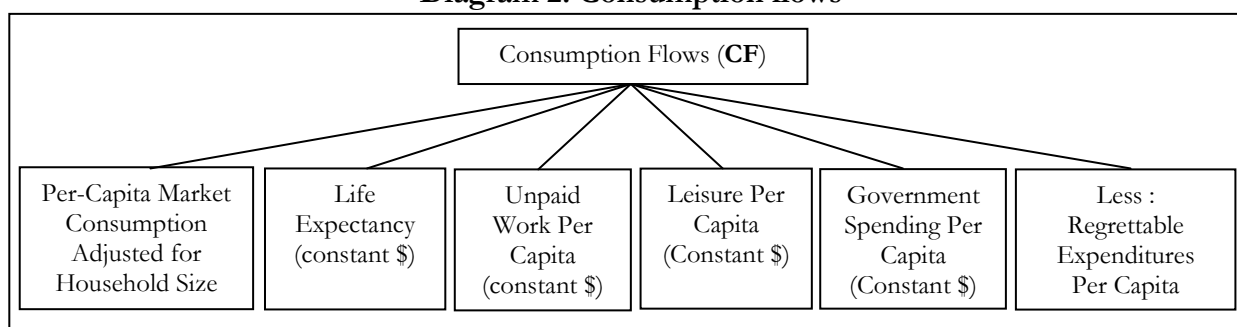 Diagram 2: Consumption flows
Consumption Flows (CF)
Per-Capita Market
Consumption
Adjusted for
Household Size
Life
Expectancy
(constant $)
Unpaid
Work Per
Capita
(constant $)
Leisure Per
Capita
(Constant $)
Government
Spending Per
Capita
(Constant $)
Less :
Regrettable
Expenditures
Per Capita